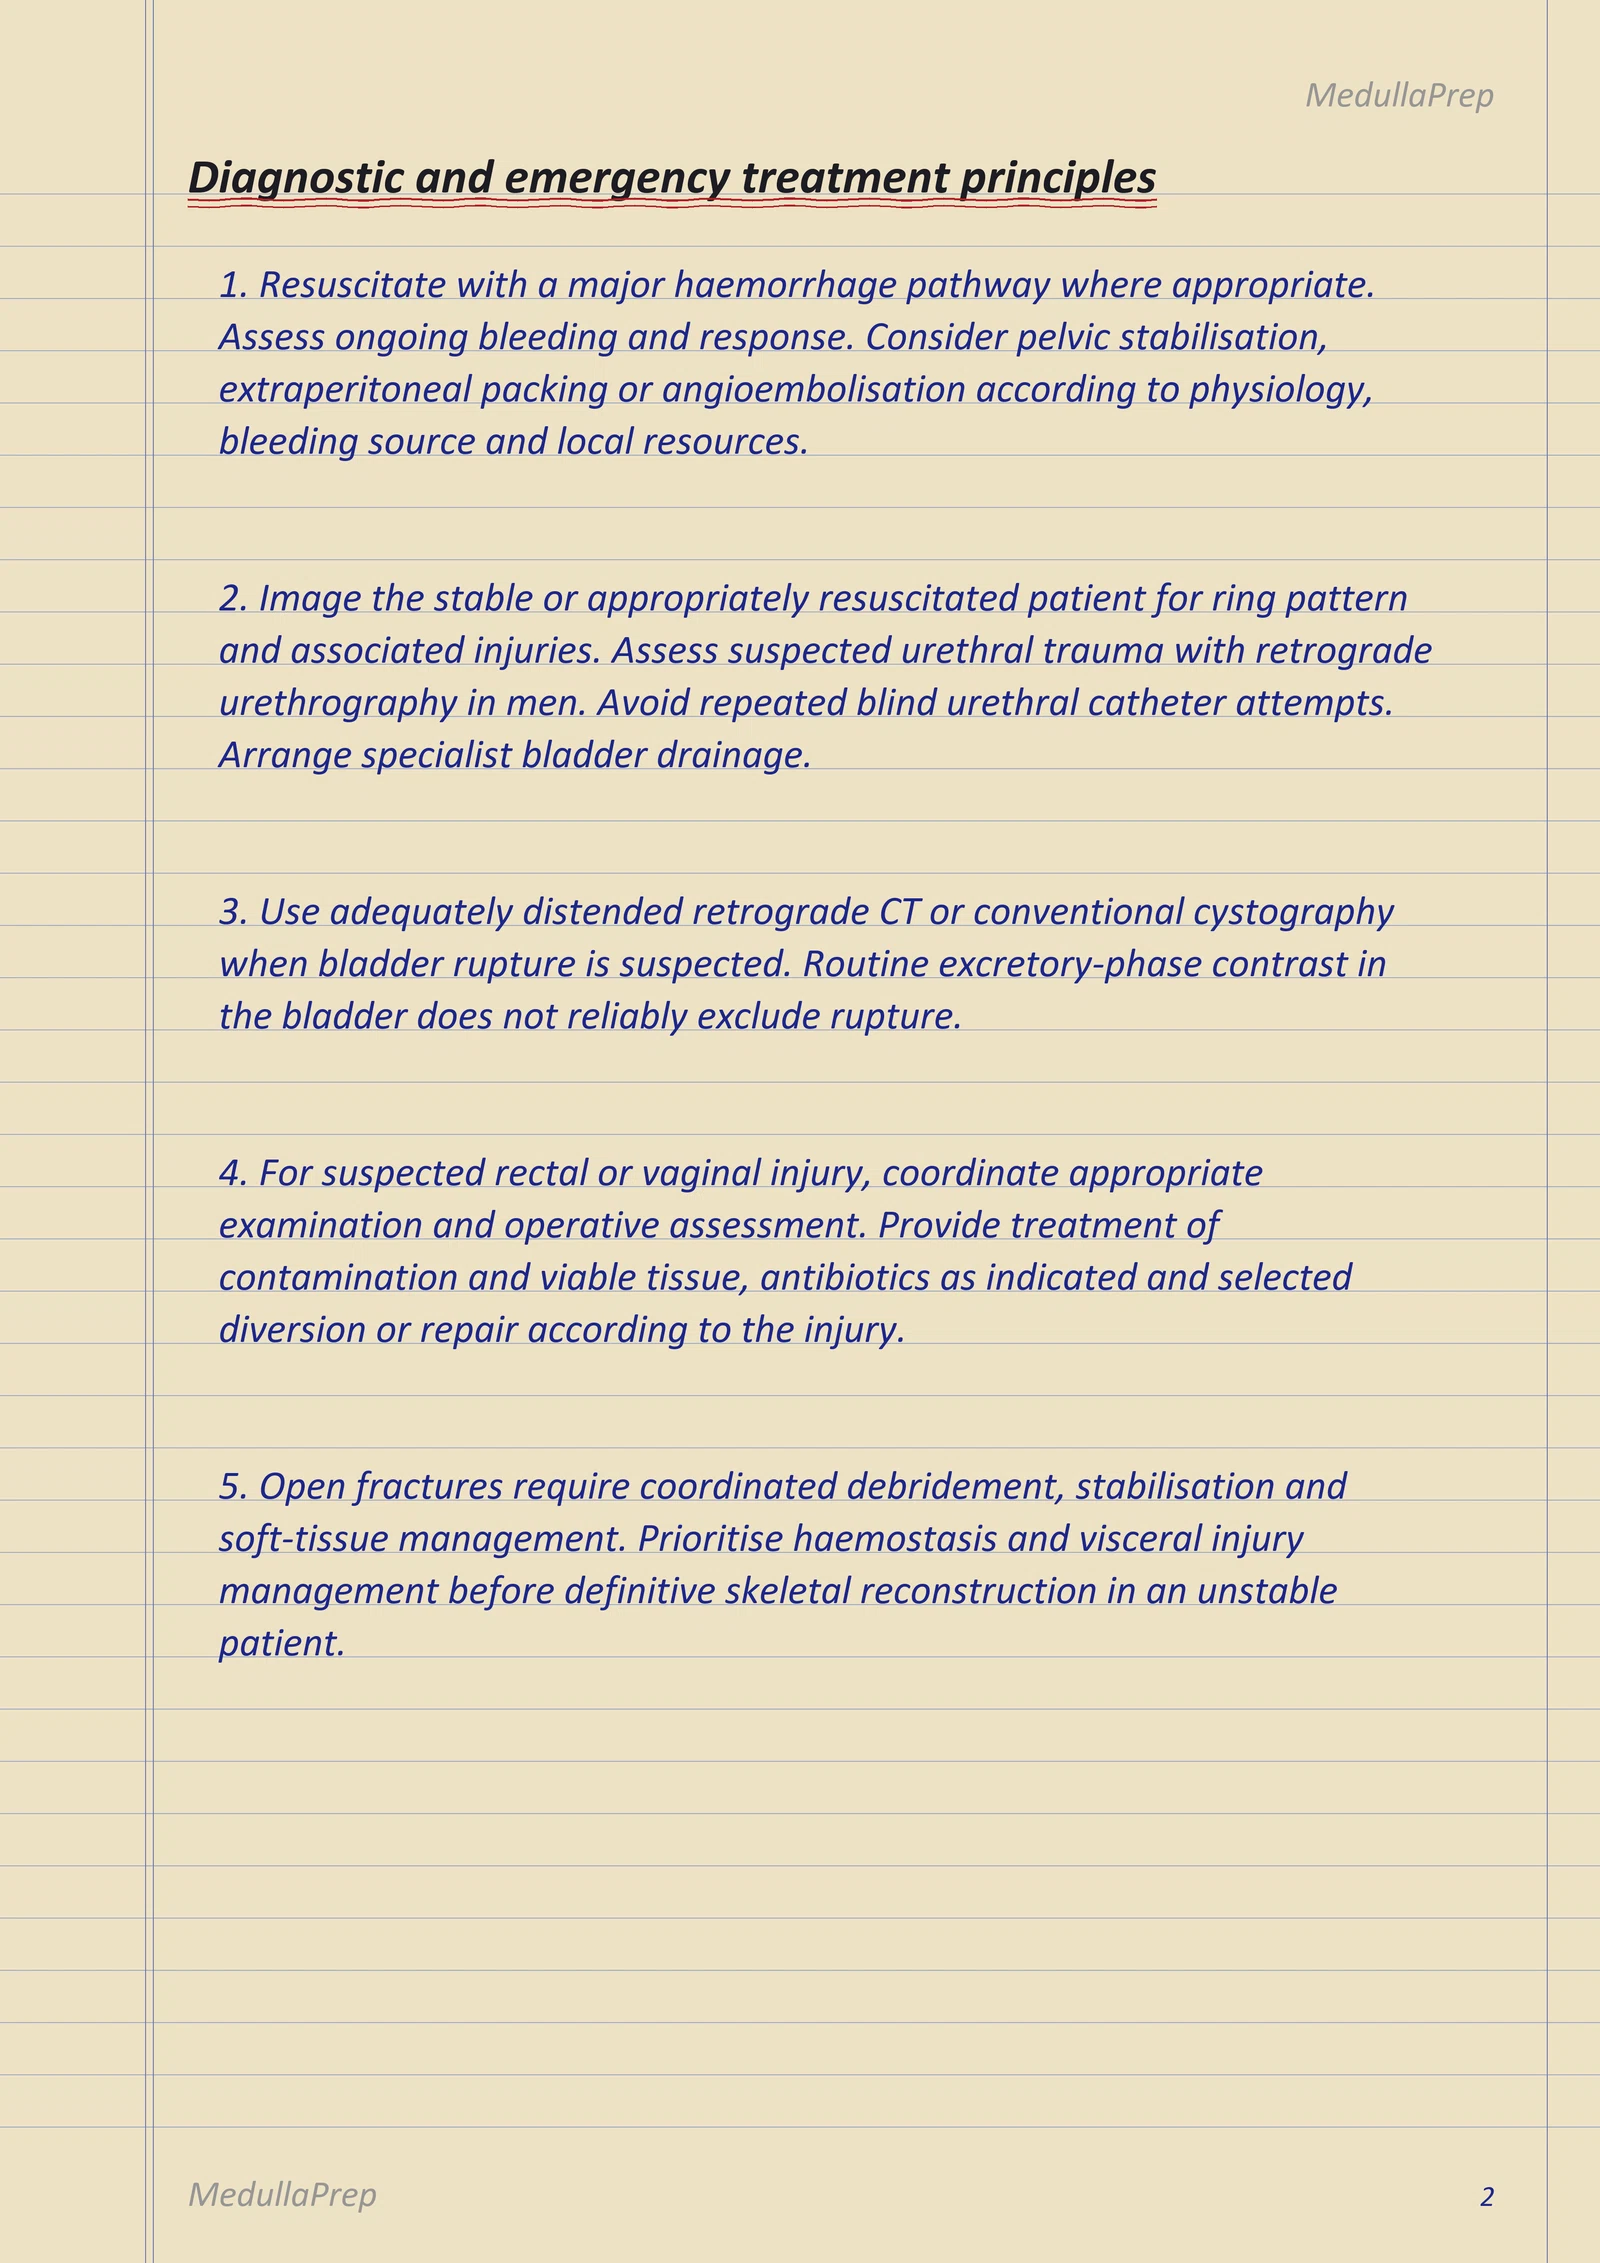 MedullaPrep
Diagnostic and emergency treatment principles
1. Resuscitate with a major haemorrhage pathway where appropriate.
Assess ongoing bleeding and response. Consider pelvic stabilisation,
extraperitoneal packing or angioembolisation according to physiology,
bleeding source and local resources.
2. Image the stable or appropriately resuscitated patient for ring pattern
and associated injuries. Assess suspected urethral trauma with retrograde
urethrography in men. Avoid repeated blind urethral catheter attempts.
Arrange specialist bladder drainage.
3. Use adequately distended retrograde CT or conventional cystography
when bladder rupture is suspected. Routine excretory-phase contrast in
the bladder does not reliably exclude rupture.
4. For suspected rectal or vaginal injury, coordinate appropriate
examination and operative assessment. Provide treatment of
contamination and viable tissue, antibiotics as indicated and selected
diversion or repair according to the injury.
5. Open fractures require coordinated debridement, stabilisation and
soft-tissue management. Prioritise haemostasis and visceral injury
management before definitive skeletal reconstruction in an unstable
patient.
MedullaPrep
2